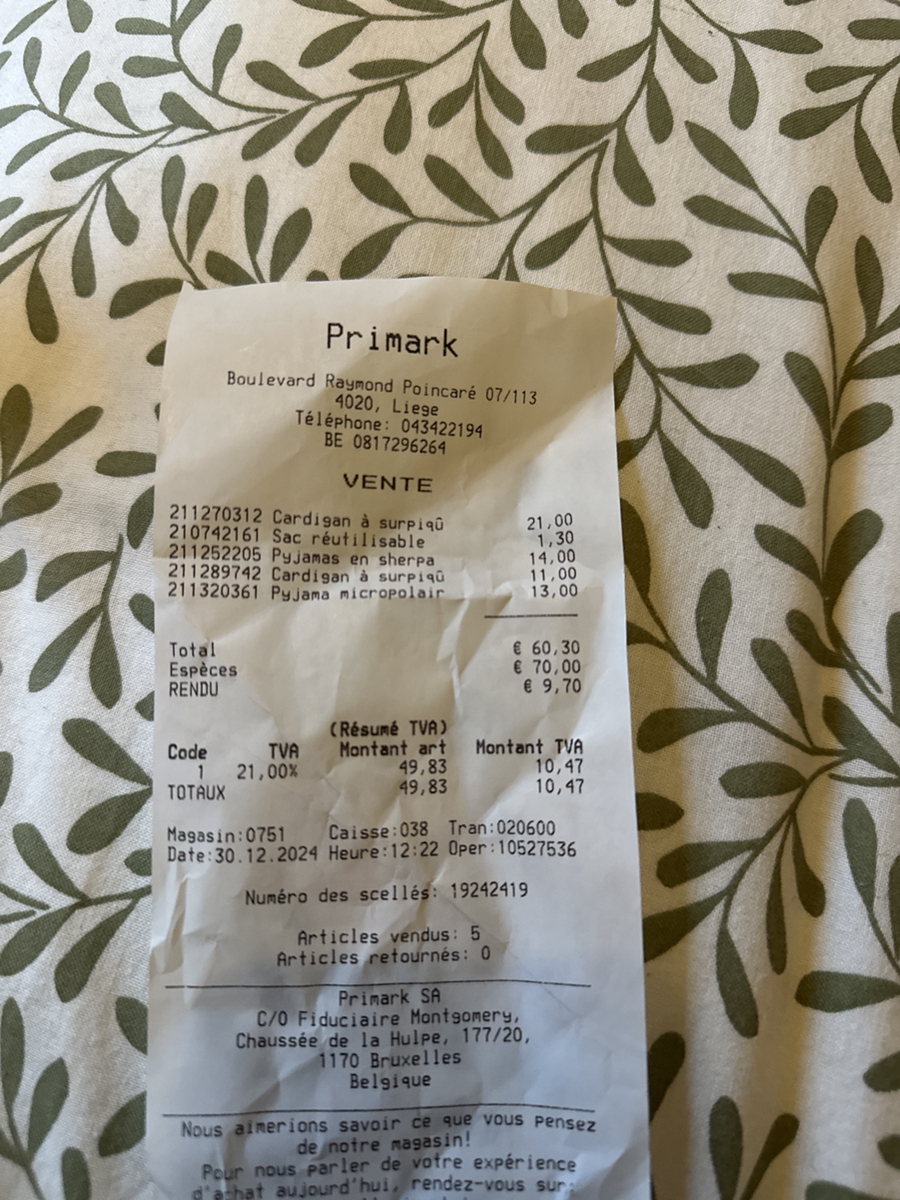 Primark
Boulevard Raymond Poincaré 07/113
4020, Liege
Téléphone: 043422194
BE 0817296264
VENTE
211270312 Cardigan à surpiqû 21,00
210742161 Sac réutilisable 1,30
211252205 Pyjamas en sherpa 14,00
211289742 Cardigan à surpiqû 11,00
211320361 Pyjama micropolair 13,00
Total € 60,30
Espèces € 70,00
RENDU € 9,70
(Résumé TVA)
Code TVA Montant art Montant TVA
1 21,00% 49,83 10,47
TOTAUX 49,83 10,47
Magasin:0751 Caisse:038 Tran:020600
Date:30.12.2024 Heure:12:22 Oper:10527536
Numéro des scellés: 19242419
Articles vendus: 5
Articles retournés: 0
Primark SA
C/O Fiduciaire Montgomery,
Chaussée de la Hulpe, 177/20,
1170 Bruxelles
Belgique
Nous aimerions savoir ce que vous pensez
de notre magasin!
Pour nous parler de votre expérience
d'achat aujourd'hui, rendez-vous sur: